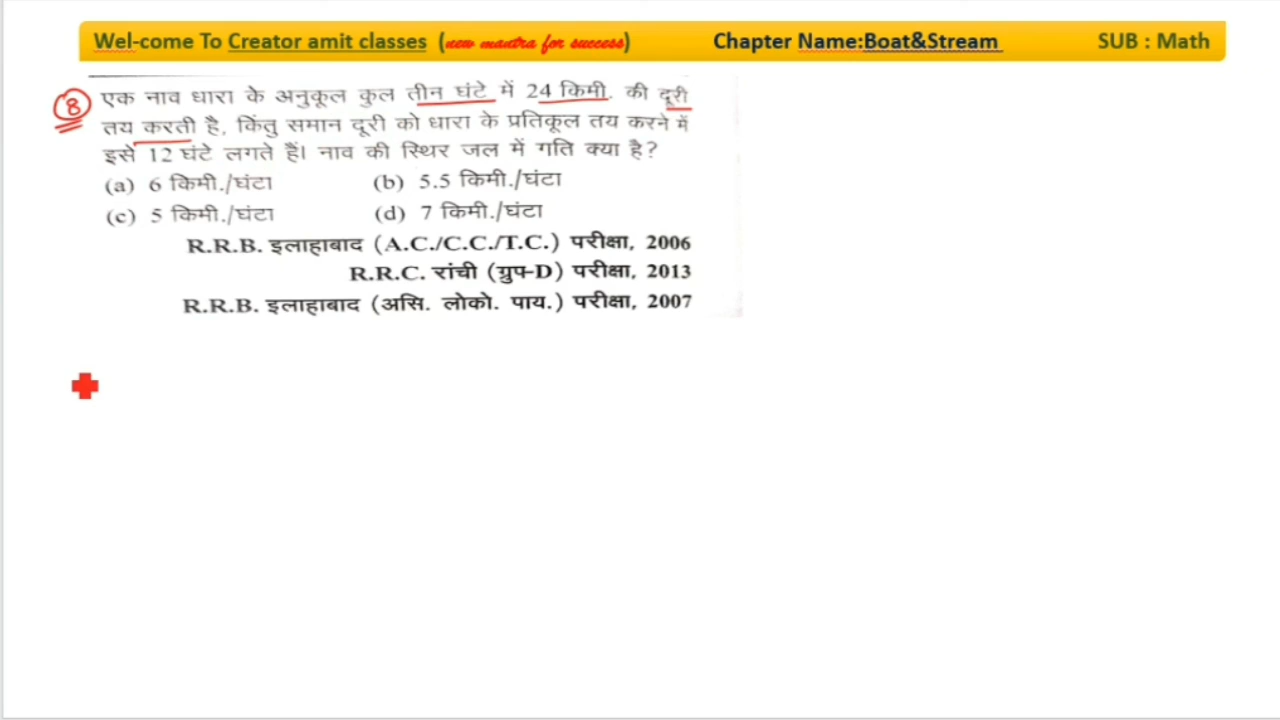 Wel-come To Creator amit classes (new mantra for success) Chapter Name:Boat&Stream SUB : Math
8 एक नाव धारा के अनुकूल कुल तीन घंटे में 24 किमी. की दूरी
तय करती है, किंतु समान दूरी को धारा के प्रतिकूल तय करने में
इसे 12 घंटे लगते हैं। नाव की स्थिर जल में गति क्या है?
(a) 6 किमी./घंटा (b) 5.5 किमी./घंटा
(c) 5 किमी./घंटा (d) 7 किमी./घंटा
R.R.B. इलाहाबाद (A.C./C.C./T.C.) परीक्षा, 2006
R.R.C. रांची (ग्रुप-D) परीक्षा, 2013
R.R.B. इलाहाबाद (असि. लोको. पाय.) परीक्षा, 2007